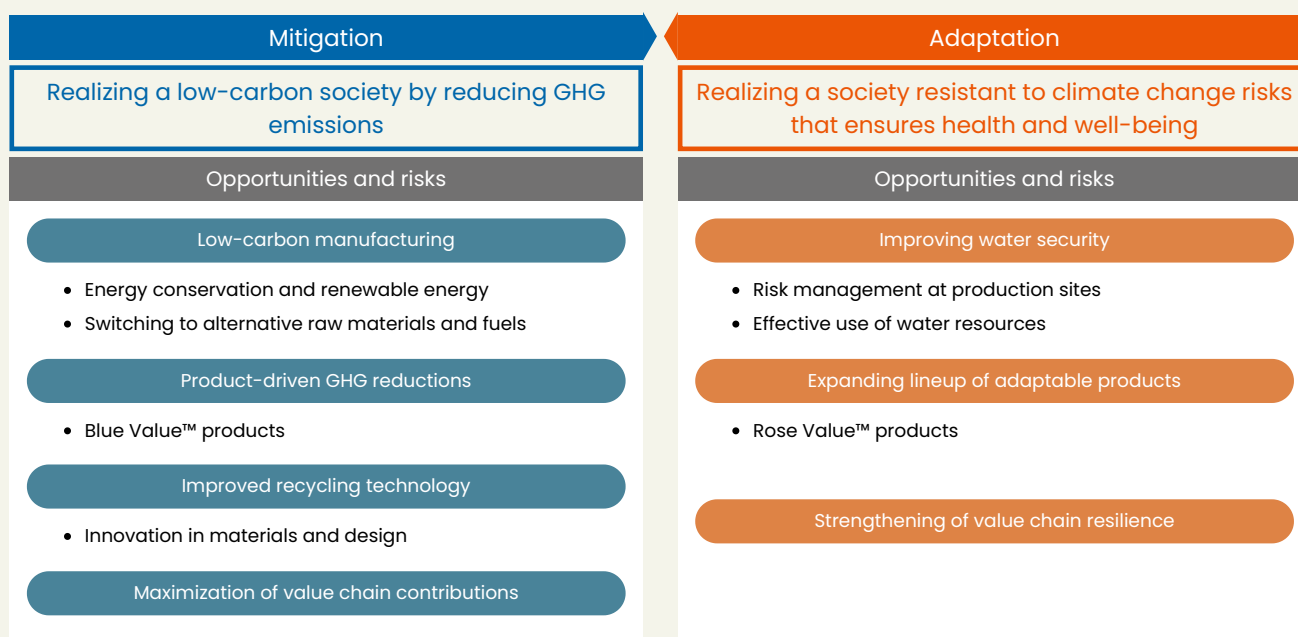 Mitigation
Realizing a low-carbon society by reducing GHG
emissions
Opportunities and risks
Low-carbon manufacturing
• Energy conservation and renewable energy
• Switching to alternative raw materials and fuels
Product-driven GHG reductions
• Blue Value™ products
Improved recycling technology
• Innovation in materials and design
Maximization of value chain contributions
Adaptation
Realizing a society resistant to climate change risks
that ensures health and well-being
Opportunities and risks
Improving water security
• Risk management at production sites
• Effective use of water resources
Expanding lineup of adaptable products
• Rose Value™ products
Strengthening of value chain resilience